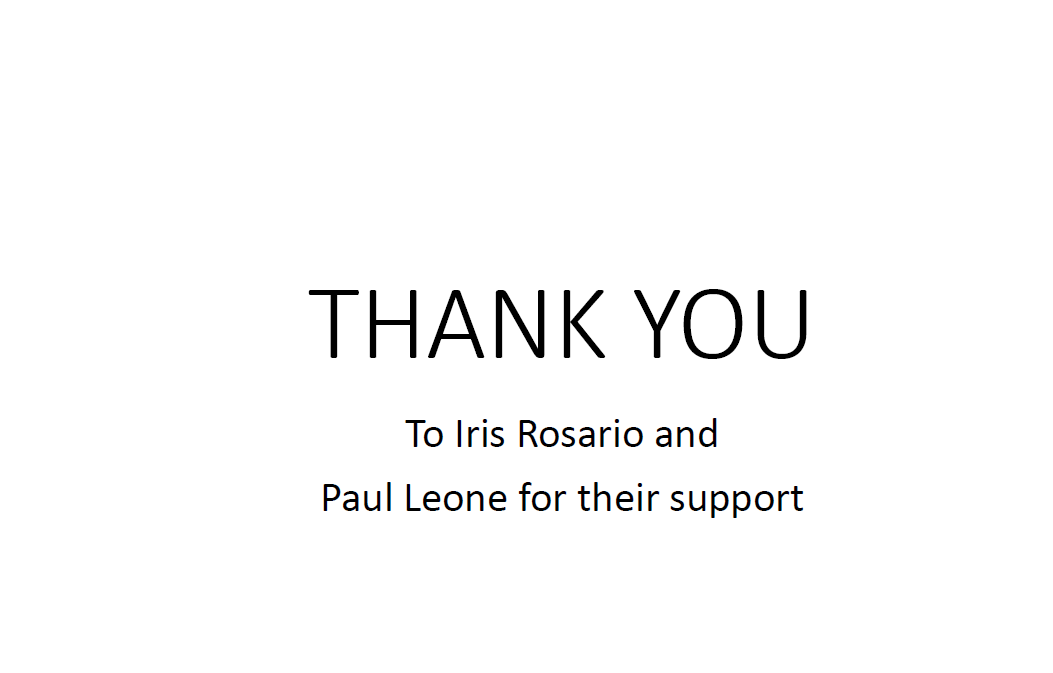 THANK YOU
To Iris Rosario and
Paul Leone for their support